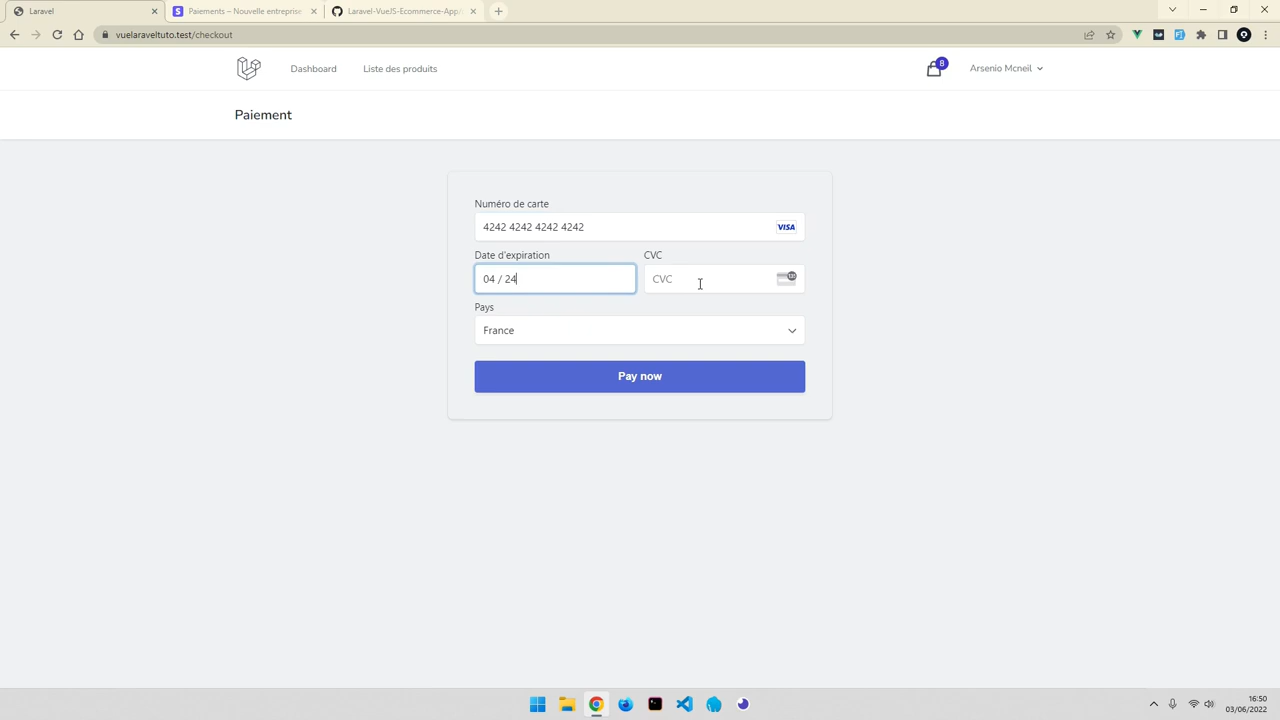 Laravel
Paiements – Nouvelle entreprise
Laravel-VueJS-Ecommerce-App/
vuelaraveltuto.test/checkout
Dashboard
Liste des produits
8
Arsenio Mcneil
Paiement
Numéro de carte
4242 4242 4242 4242
VISA
Date d'expiration
CVC
04 / 24
CVC
Pays
France
Pay now
16:50
03/06/2022